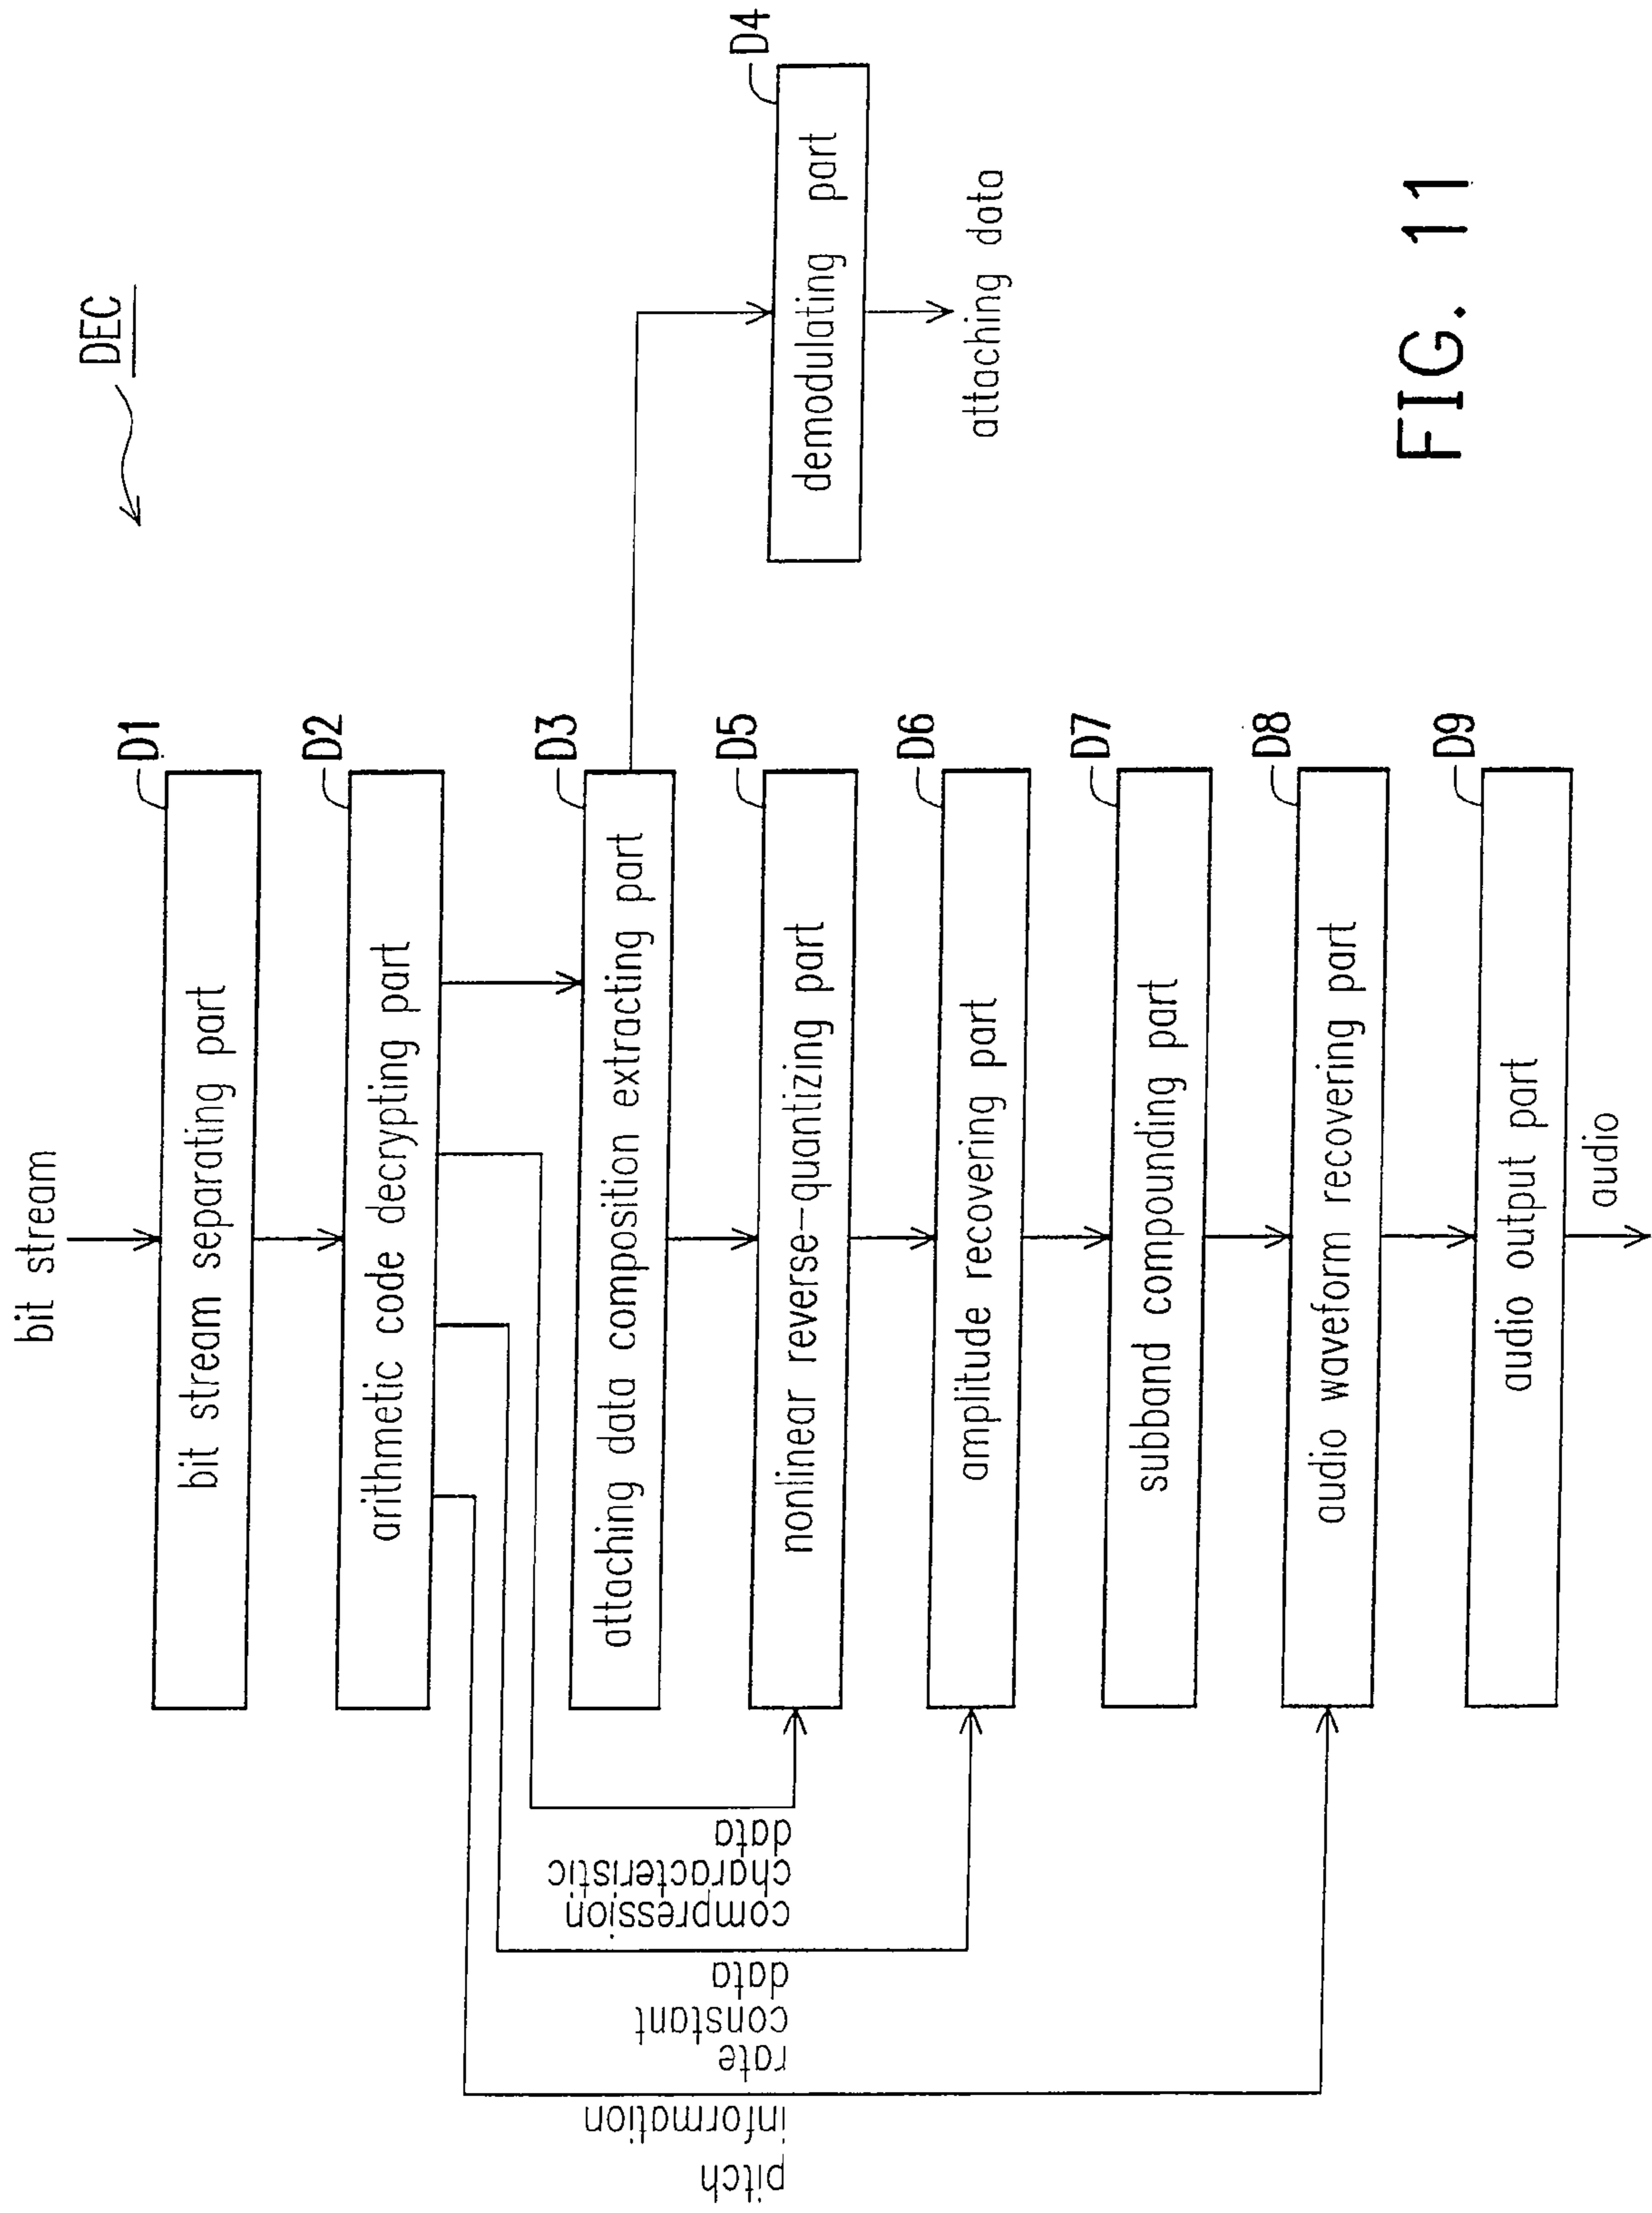 DEC
bit stream
D1
bit stream separating part
D2
arithmetic code decrypting part
D3
attaching data composition extracting part
D4
demodulating part
attaching data
D5
nonlinear reverse-quantizing part
D6
amplitude recovering part
D7
subband compounding part
D8
audio waveform recovering part
D9
audio output part
audio
pitch
information
rate
constant
data
compression
characteristic
data
FIG. 11